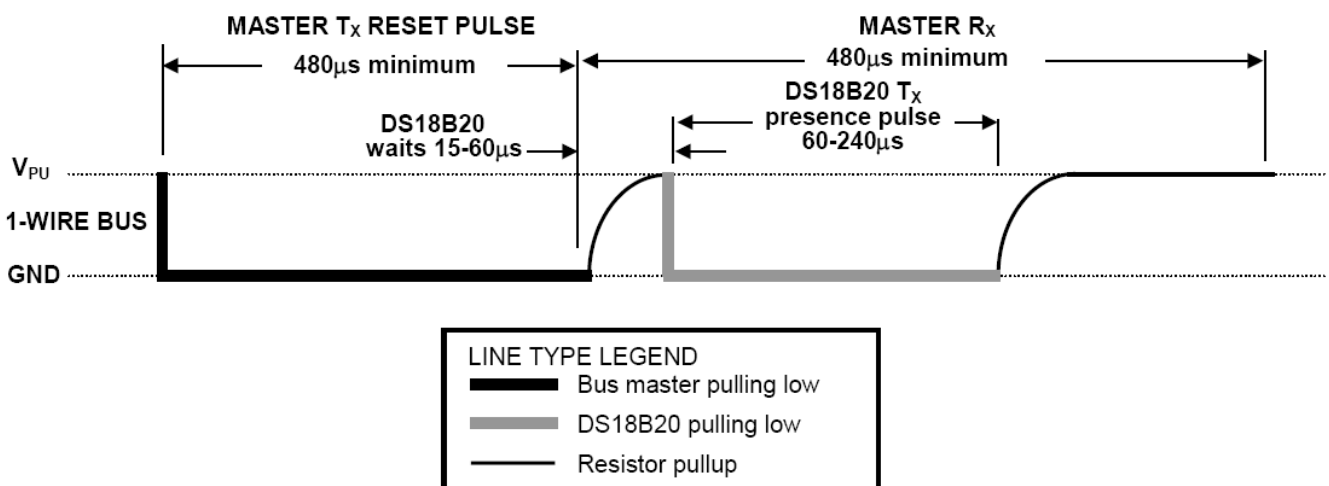 MASTER TX RESET PULSE
480µs minimum
MASTER RX
480µs minimum
DS18B20 TX
presence pulse
60-240µs
DS18B20
waits 15-60µs
VPU
1-WIRE BUS
GND
LINE TYPE LEGEND
Bus master pulling low
DS18B20 pulling low
Resistor pullup